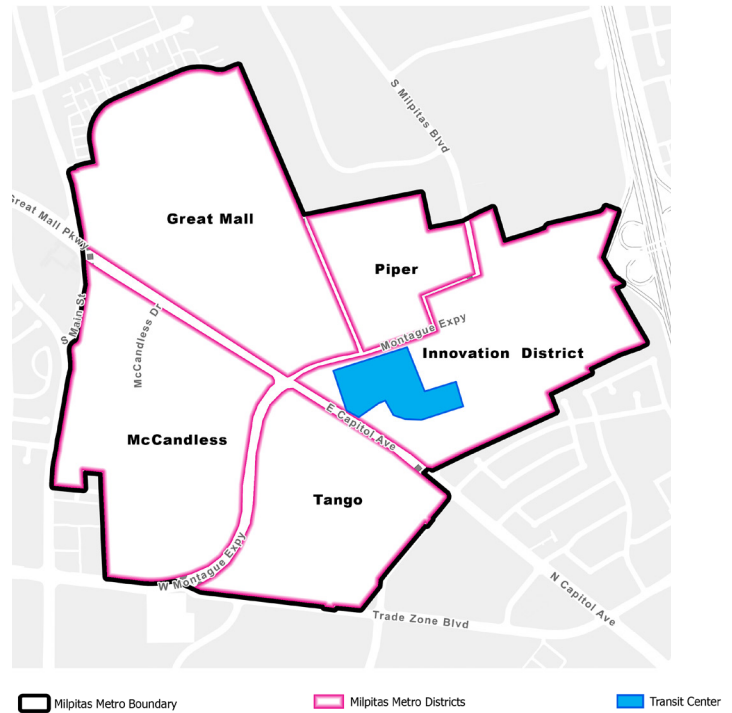 S Milpitas Blvd
Great Mall
Great Mall Pkwy
Piper
S Main St
McCandless Dr
Montague Expy
Innovation District
E Capitol Ave
McCandless
Tango
W Montague Expy
N Capitol Ave
Trade Zone Blvd
Milpitas Metro Boundary
Milpitas Metro Districts
Transit Center